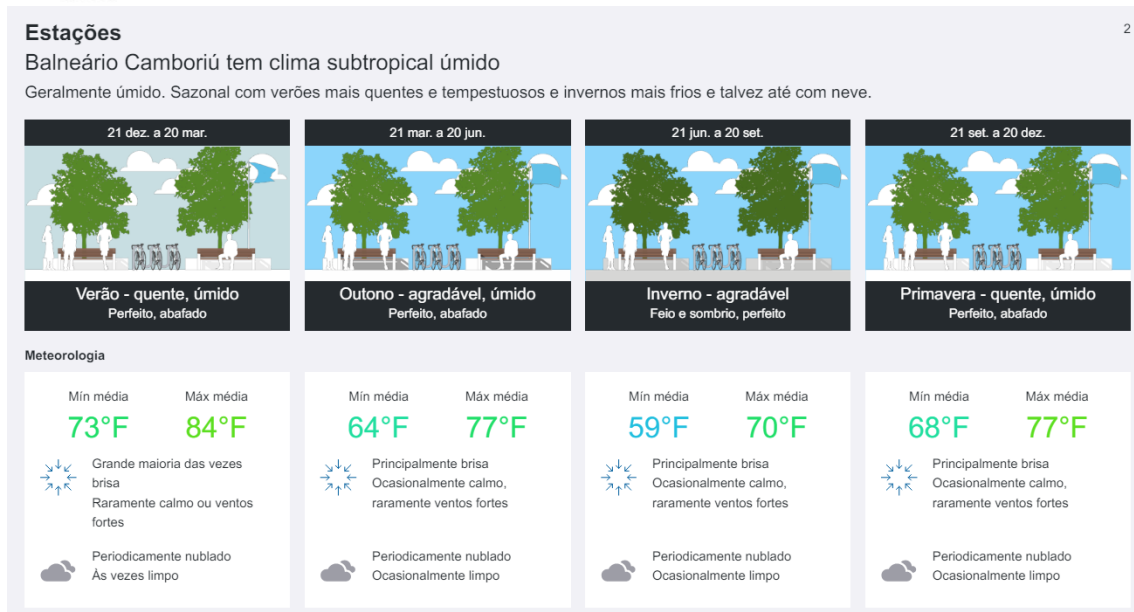 Estações
2
Balneário Camboriú tem clima subtropical úmido
Geralmente úmido. Sazonal com verões mais quentes e tempestuosos e invernos mais frios e talvez até com neve.
21 dez. a 20 mar.
Verão - quente, úmido
Perfeito, abafado
21 mar. a 20 jun.
Outono - agradável, úmido
Perfeito, abafado
21 jun. a 20 set.
Inverno - agradável
Feio e sombrio, perfeito
21 set. a 20 dez.
Primavera - quente, úmido
Perfeito, abafado
Meteorologia
Mín média Máx média
73°F 84°F
Grande maioria das vezes
brisa
Raramente calmo ou ventos
fortes
Periodicamente nublado
Às vezes limpo
Mín média Máx média
64°F 77°F
Principalmente brisa
Ocasionalmente calmo,
raramente ventos fortes
Periodicamente nublado
Ocasionalmente limpo
Mín média Máx média
59°F 70°F
Principalmente brisa
Ocasionalmente calmo,
raramente ventos fortes
Periodicamente nublado
Ocasionalmente limpo
Mín média Máx média
68°F 77°F
Principalmente brisa
Ocasionalmente calmo,
raramente ventos fortes
Periodicamente nublado
Ocasionalmente limpo